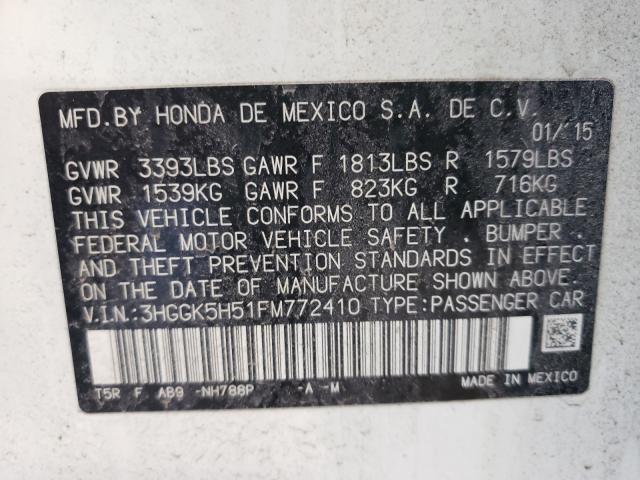 MFD.BY HONDA DE MEXICO S.A. DE C.V.
01/'15
GVWR 3393LBS GAWR F 1813LBS R 1579LBS
GVWR 1539KG GAWR F 823KG R 716KG
THIS VEHICLE CONFORMS TO ALL APPLICABLE
FEDERAL MOTOR VEHICLE SAFETY . BUMPER .
AND THEFT PREVENTION STANDARDS IN EFFECT
ON THE DATE OF MANUFACTURE SHOWN ABOVE.
V.I.N.:3HGGK5H51FM772410 TYPE:PASSENGER CAR
T5R F AB9 -NH788P -A -M
MADE IN MEXICO